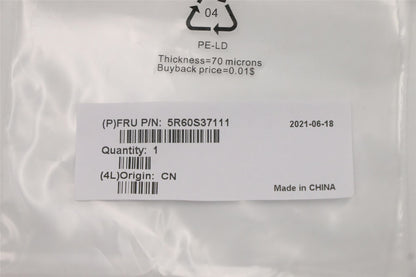 04
PE-LD
Thickness=70 microns
Buyback price=0.01$
(P)FRU P/N: 5R60S37111
2021-06-18
Quantity: 1
(4L)Origin: CN
Made in CHINA